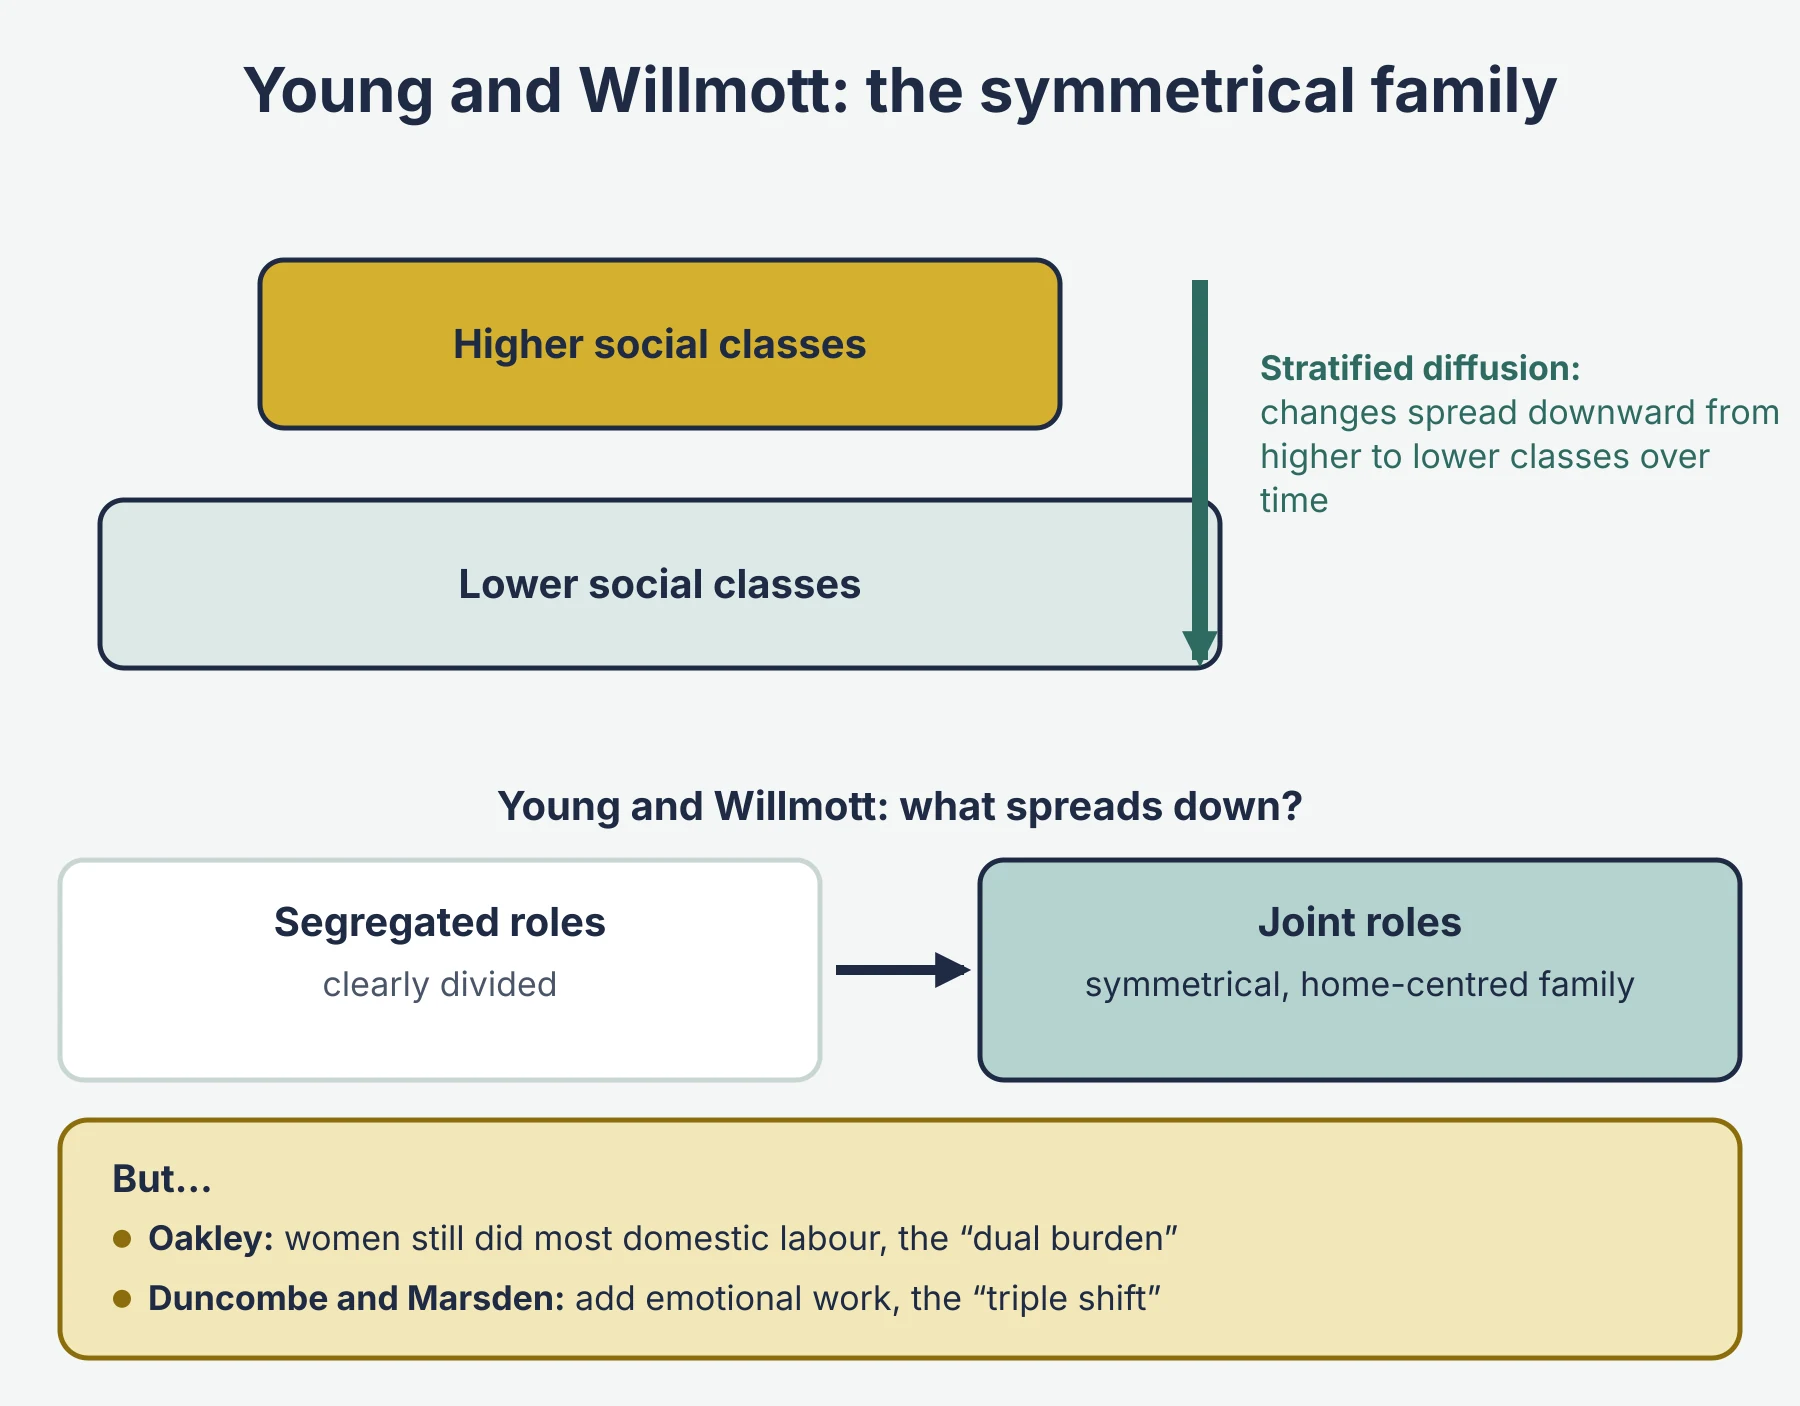 Young and Willmott: the symmetrical family
Higher social classes
Stratified diffusion:
changes spread downward from
higher to lower classes over
time
Lower social classes
Young and Willmott: what spreads down?
Segregated roles
clearly divided
Joint roles
symmetrical, home-centred family
But…
Oakley: women still did most domestic labour, the “dual burden”
Duncombe and Marsden: add emotional work, the “triple shift”